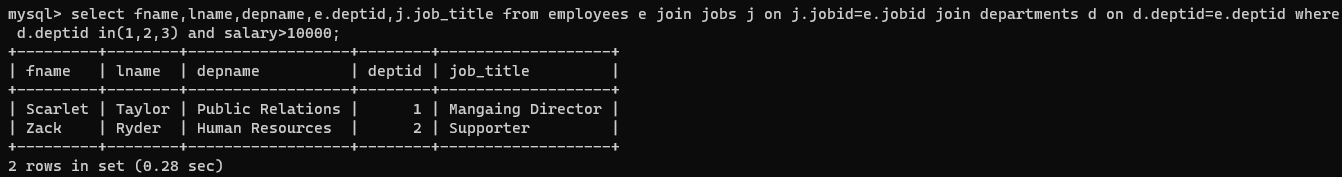 mysql> select fname,lname,depname,e.deptid,j.job_title from employees e join jobs j on j.jobid=e.jobid join departments d on d.deptid=e.deptid where
 d.deptid in(1,2,3) and salary>10000;
+---------+--------+------------------+--------+-------------------+
| fname   | lname  | depname          | deptid | job_title         |
+---------+--------+------------------+--------+-------------------+
| Scarlet | Taylor | Public Relations |      1 | Mangaing Director |
| Zack    | Ryder  | Human Resources  |      2 | Supporter         |
+---------+--------+------------------+--------+-------------------+
2 rows in set (0.28 sec)